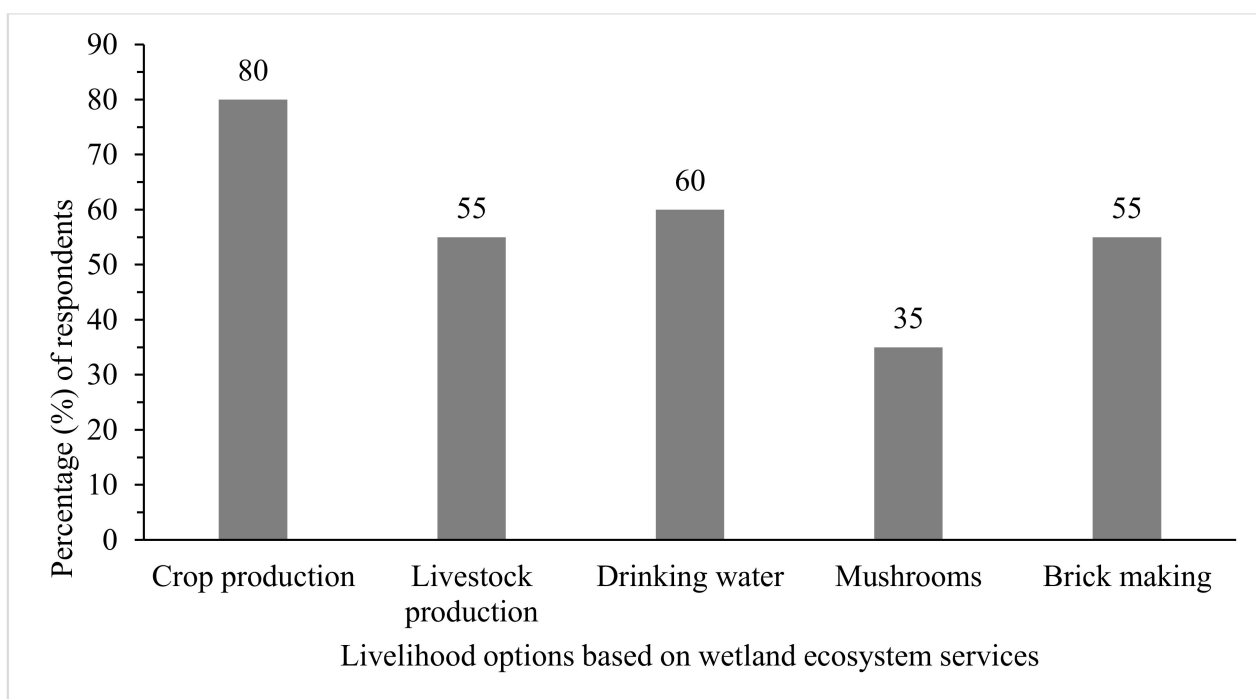 Percentage (%) of respondents
90
80
70
60
50
40
30
20
10
0
80
55
60
35
55
Crop production
Livestock
production
Drinking water
Mushrooms
Brick making
Livelihood options based on wetland ecosystem services